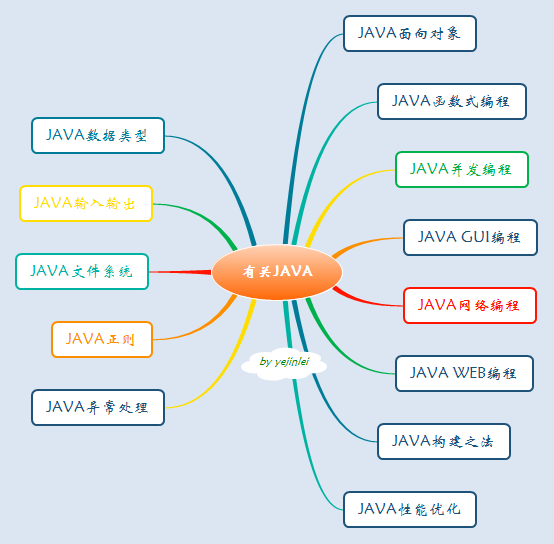 有关JAVA
by yejinlei
JAVA面向对象
JAVA函数式编程
JAVA并发编程
JAVA GUI编程
JAVA网络编程
JAVA WEB编程
JAVA构建之法
JAVA性能优化
JAVA数据类型
JAVA输入输出
JAVA文件系统
JAVA正则
JAVA异常处理